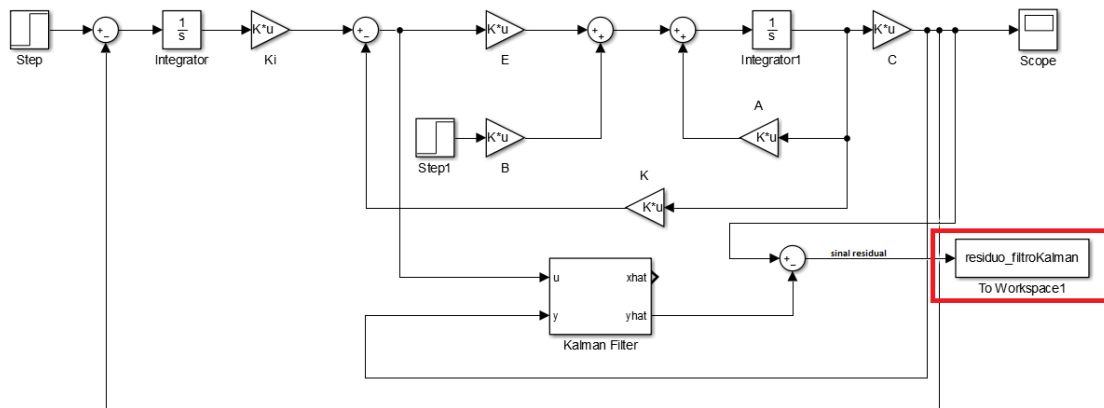 Step
+
−
1
s
Integrator
K*u
Ki
+
−
K*u
E
+
+
+
+
1
s
Integrator1
K*u
C
Scope
Step1
K*u
B
A
K*u
K
K*u
u
y
xhat
yhat
Kalman Filter
+
−
sinal residual
residuo_filtroKalman
To Workspace1